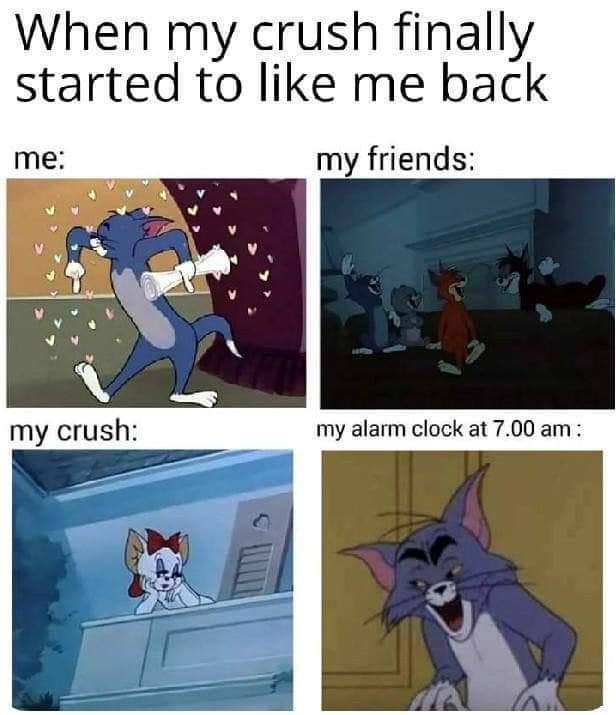 When my crush finally
started to like me back
me:
my friends:
my crush:
my alarm clock at 7.00 am :